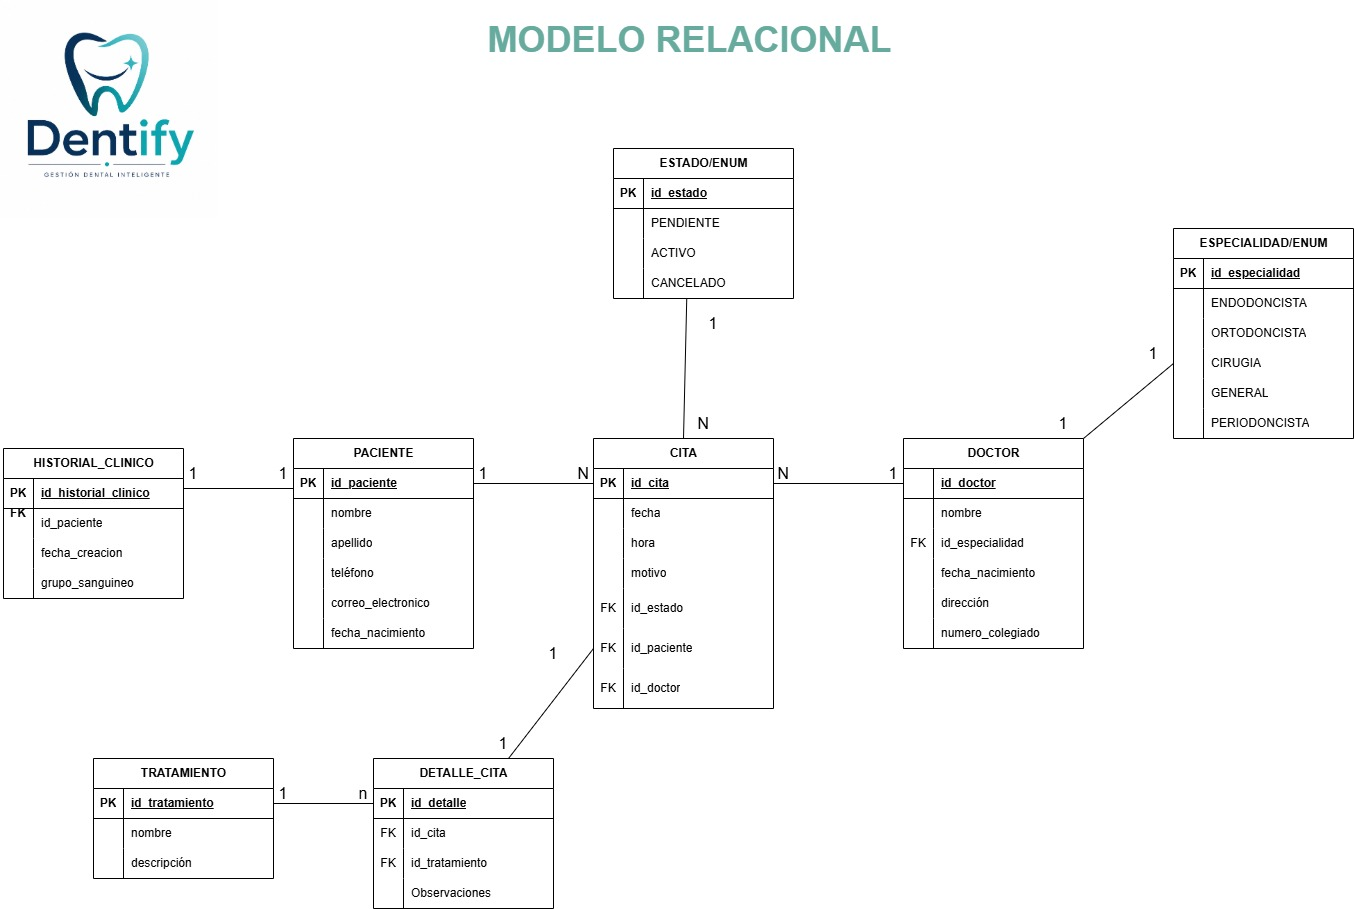 MODELO RELACIONAL
Dentify
GESTIÓN DENTAL INTELIGENTE
ESTADO/ENUM
PK id_estado
PENDIENTE
ACTIVO
CANCELADO
1
N
ESPECIALIDAD/ENUM
PK id_especialidad
ENDODONCISTA
ORTODONCISTA
CIRUGIA
GENERAL
PERIODONCISTA
1
1
HISTORIAL_CLINICO
PK id_historial_clinico
FK id_paciente
fecha_creacion
grupo_sanguineo
1 1
PACIENTE
PK id_paciente
nombre
apellido
teléfono
correo_electronico
fecha_nacimiento
1 N
CITA
PK id_cita
fecha
hora
motivo
FK id_estado
FK id_paciente
FK id_doctor
N 1
DOCTOR
id_doctor
nombre
FK id_especialidad
fecha_nacimiento
dirección
numero_colegiado
1
1
TRATAMIENTO
PK id_tratamiento
nombre
descripción
1 n
DETALLE_CITA
PK id_detalle
FK id_cita
FK id_tratamiento
Observaciones